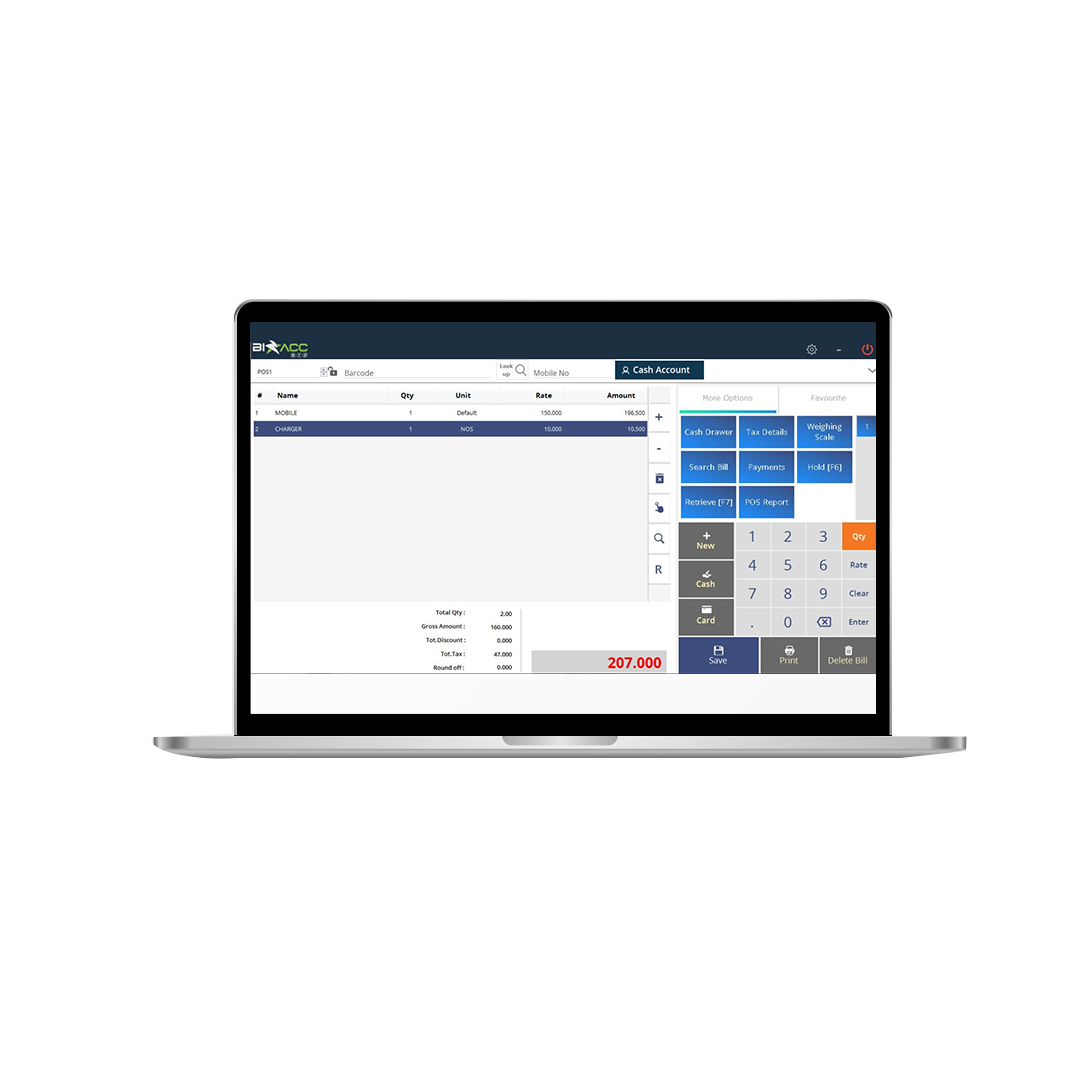 BIZACC
POS1 Barcode Look up Mobile No Cash Account
# Name Qty Unit Rate Amount
1 MOBILE 1 Default 150.000 196.500
2 CHARGER 1 NOS 10.000 10.500
+
-
R
Total Qty : 2.00
Gross Amount : 160.000
Tot.Discount : 0.000
Tot.Tax : 47.000
Round off : 0.000
207.000
More Options Favourite
Cash Drawer Tax Details Weighing Scale 1
Search Bill Payments Hold [F6]
Retrieve [F7] POS Report
New 1 2 3 Qty
Cash 4 5 6 Rate
7 8 9 Clear
Card . 0 Enter
Save Print Delete Bill